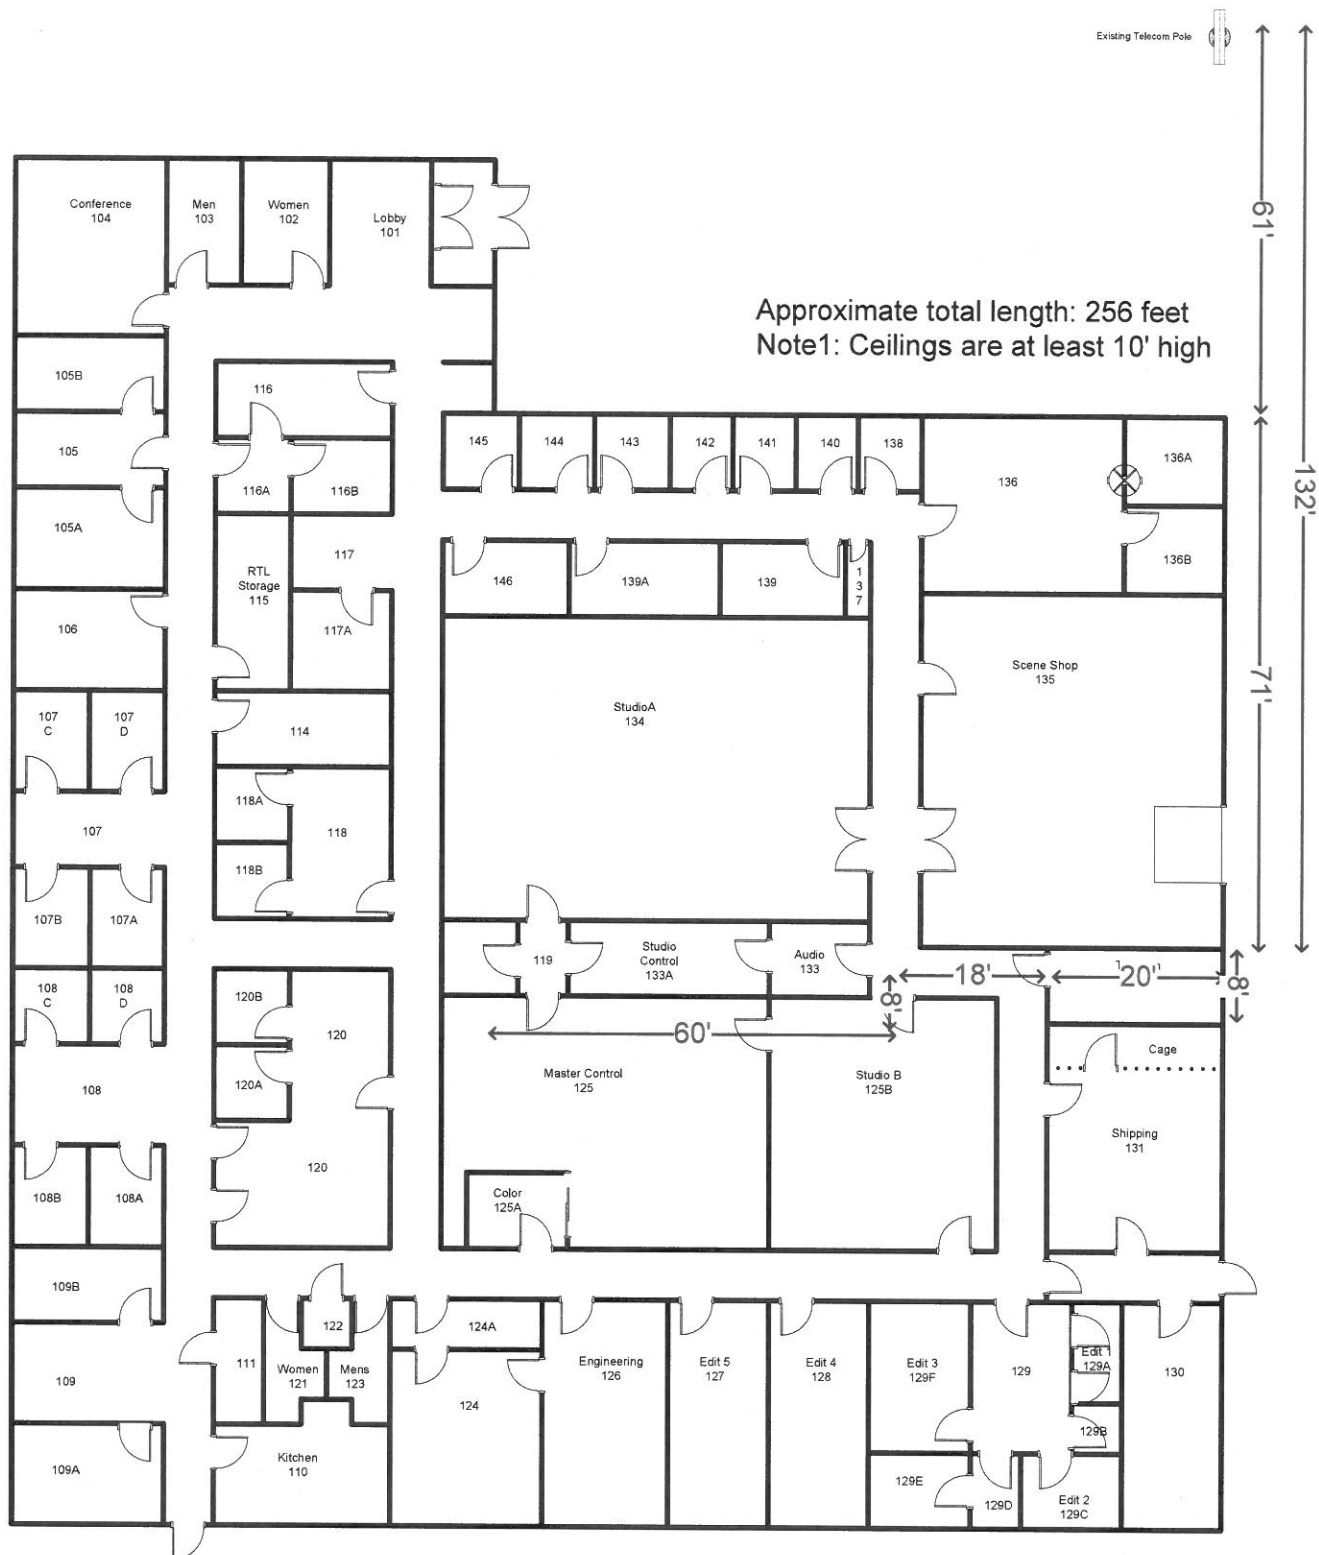 Existing Telecom Pole
61'
132'
Conference
104
Men
103
Women
102
Lobby
101
Approximate total length: 256 feet
Note1: Ceilings are at least 10' high
105B
116
145
144
143
142
141
140
138
136
136A
105
116A
116B
105A
117
136B
RTL
Storage
115
146
139A
139
1
3
7
106
117A
71'
Scene Shop
135
StudioA
134
107
C
107
D
114
118A
118
107
118B
107B
107A
119
Studio
Control
133A
Audio
133
18'
20'
8'
8'
108
C
108
D
120B
120
60'
Cage
Master Control
125
Studio B
125B
120A
108
Shipping
131
120
108B
108A
Color
125A
109B
122
124A
111
Women
121
Mens
123
Engineering
126
Edit 5
127
Edit 4
128
Edit 3
129F
129
Edit 1
129A
130
109
124
129B
Kitchen
110
109A
129E
129D
Edit 2
129C